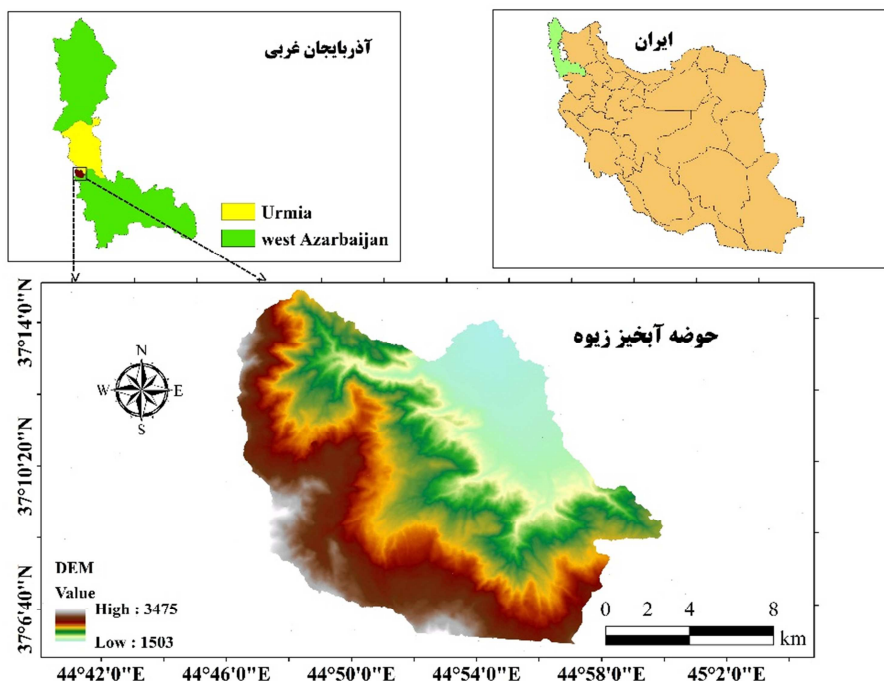 آذربایجان غربی
Urmia
west Azarbaijan
ایران
حوضه آبخیز زیوه
N
W E
S
37°14'0"N
37°10'20"N
37°6'40"N
DEM
Value
High : 3475
Low : 1503
0 2 4 8
km
44°42'0"E 44°46'0"E 44°50'0"E 44°54'0"E 44°58'0"E 45°2'0"E